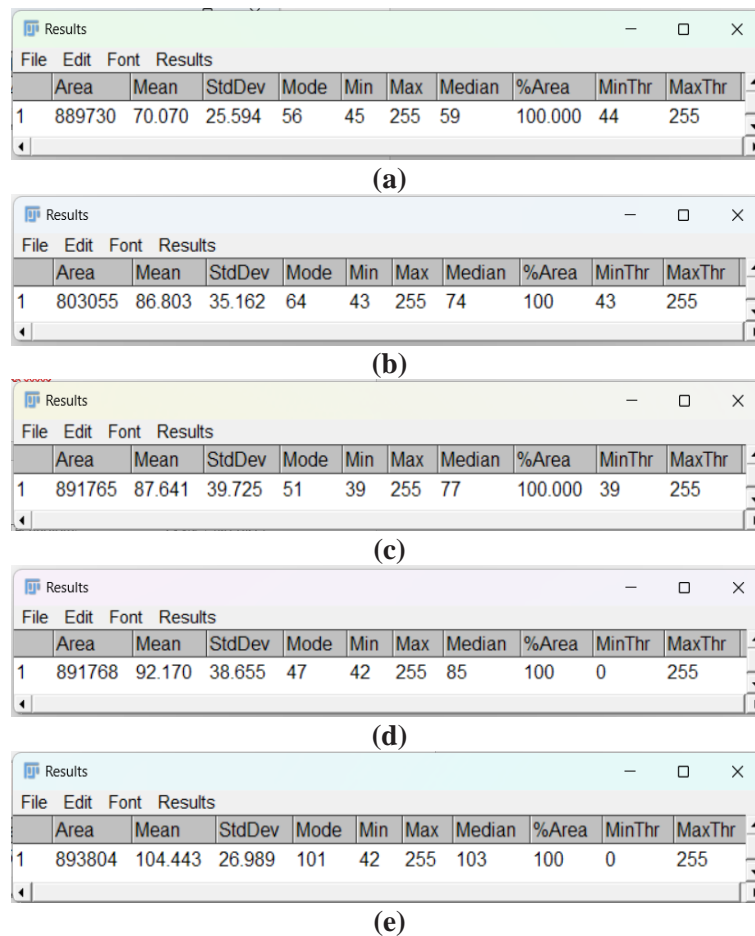 Results
File Edit Font Results
Area Mean StdDev Mode Min Max Median %Area MinThr MaxThr
1 889730 70.070 25.594 56 45 255 59 100.000 44 255
(a)
Results
File Edit Font Results
Area Mean StdDev Mode Min Max Median %Area MinThr MaxThr
1 803055 86.803 35.162 64 43 255 74 100 43 255
(b)
Results
File Edit Font Results
Area Mean StdDev Mode Min Max Median %Area MinThr MaxThr
1 891765 87.641 39.725 51 39 255 77 100.000 39 255
(c)
Results
File Edit Font Results
Area Mean StdDev Mode Min Max Median %Area MinThr MaxThr
1 891768 92.170 38.655 47 42 255 85 100 0 255
(d)
Results
File Edit Font Results
Area Mean StdDev Mode Min Max Median %Area MinThr MaxThr
1 893804 104.443 26.989 101 42 255 103 100 0 255
(e)